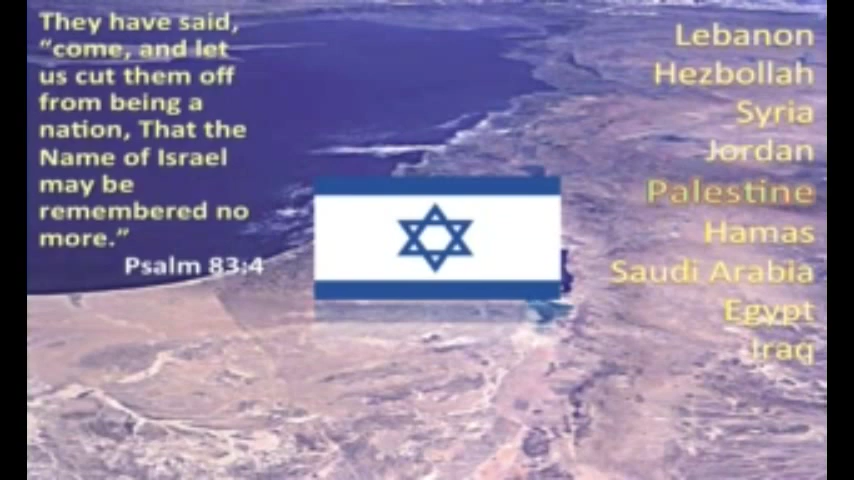 They have said,
“come, and let
us cut them off
from being a
nation, That the
Name of Israel
may be
remembered no
more.”
Psalm 83:4
Lebanon
Hezbollah
Syria
Jordan
Palestine
Hamas
Saudi Arabia
Egypt
Iraq